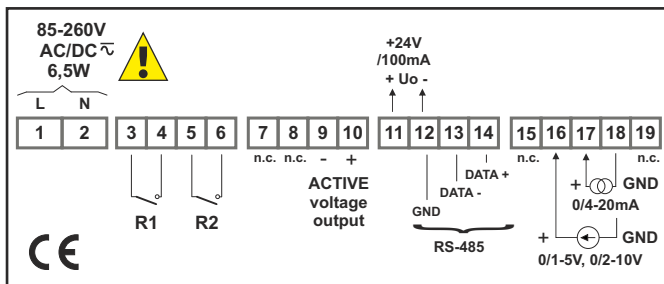 85-260V
AC/DC
6,5W
L N
+24V
/100mA
+ Uo -
1 2 3 4 5 6 7 8 9 10 11 12 13 14 15 16 17 18 19
n.c. n.c. - +
n.c. n.c.
R1 R2
ACTIVE
voltage
output
GND
DATA -
DATA +
RS-485
+ GND
0/4-20mA
+ GND
0/1-5V, 0/2-10V
CE